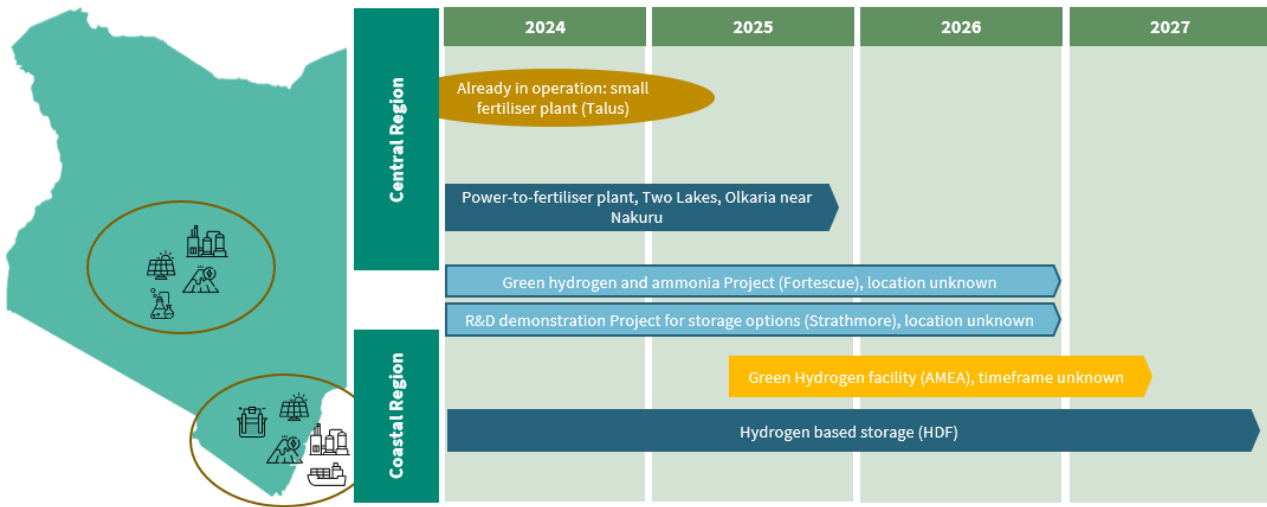 2024
2025
2026
2027
Central Region
Already in operation: small
fertiliser plant (Talus)
Power-to-fertiliser plant, Two Lakes, Olkaria near
Nakuru
Green hydrogen and ammonia Project (Fortescue), location unknown
R&D demonstration Project for storage options (Strathmore), location unknown
Coastal Region
Green Hydrogen facility (AMEA), timeframe unknown
Hydrogen based storage (HDF)